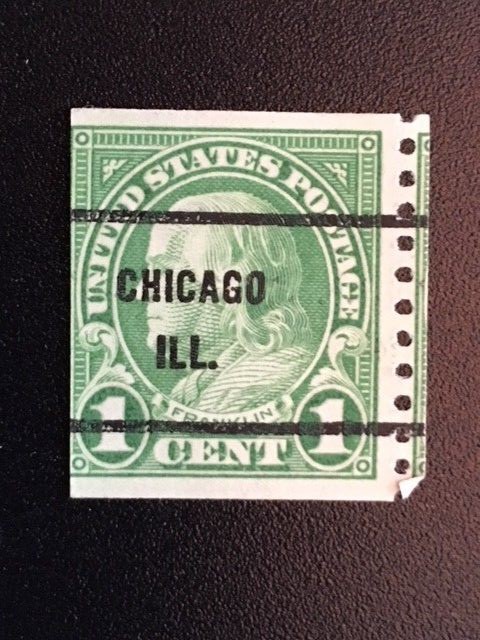 UNITED STATES POSTAGE
CHICAGO
ILL.
FRANKLIN
1 CENT 1